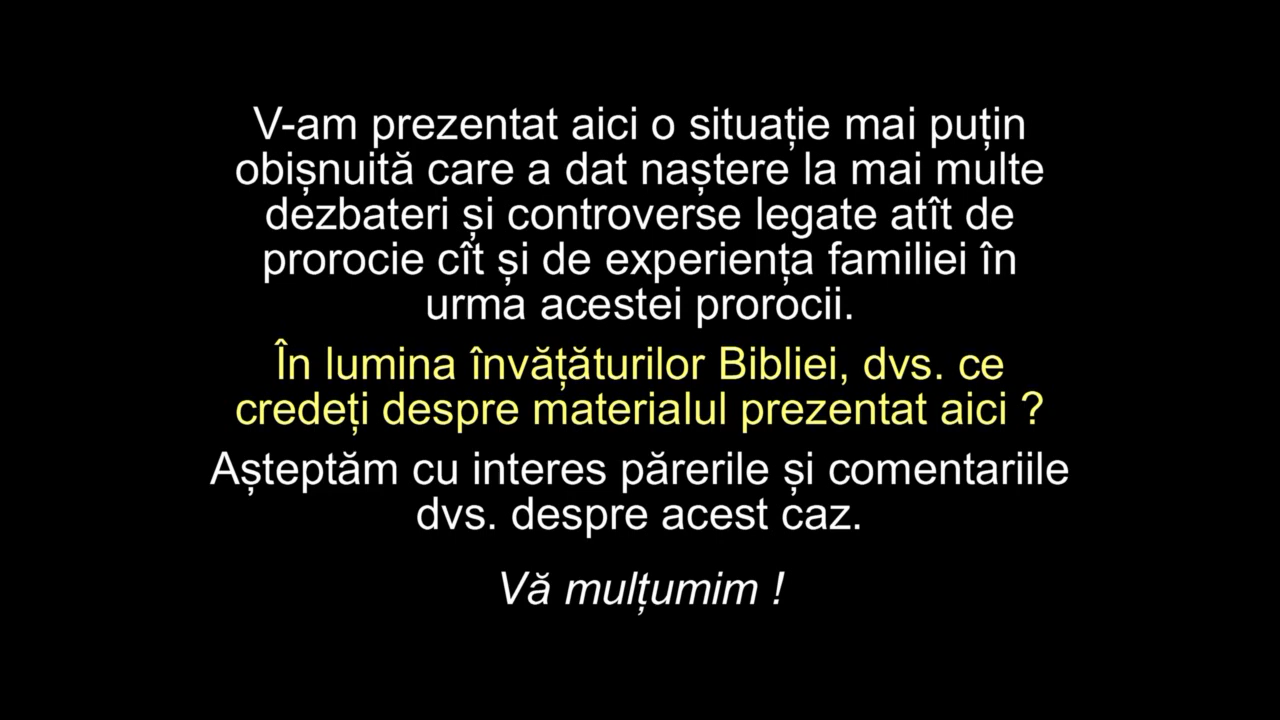 V-am prezentat aici o situație mai puțin
obișnuită care a dat naștere la mai multe
dezbateri și controverse legate atît de
prorocie cît și de experiența familiei în
urma acestei prorocii.
În lumina învățăturilor Bibliei, dvs. ce
credeți despre materialul prezentat aici ?
Așteptăm cu interes părerile și comentariile
dvs. despre acest caz.
Vă mulțumim !